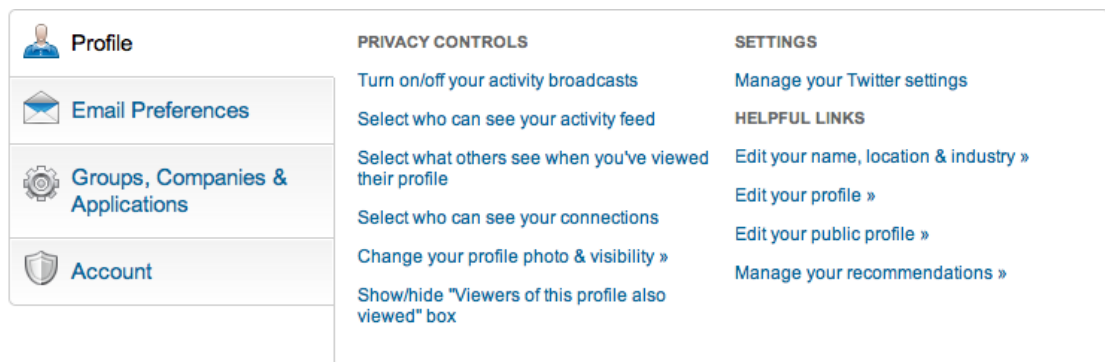 Profile
Email Preferences
Groups, Companies &
Applications
Account
PRIVACY CONTROLS
Turn on/off your activity broadcasts
Select who can see your activity feed
Select what others see when you've viewed
their profile
Select who can see your connections
Change your profile photo & visibility »
Show/hide "Viewers of this profile also
viewed" box
SETTINGS
Manage your Twitter settings
HELPFUL LINKS
Edit your name, location & industry »
Edit your profile »
Edit your public profile »
Manage your recommendations »